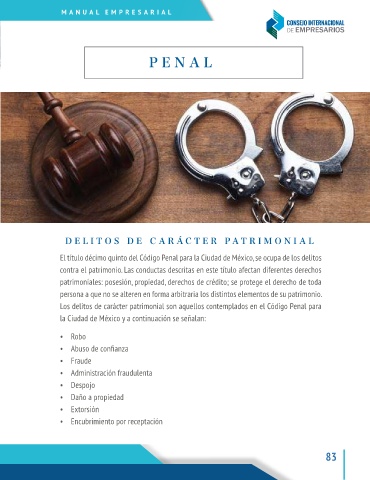 MANUAL EMPRESARIAL
CONSEJO INTERNACIONAL
DE EMPRESARIOS
PENAL
DELITOS DE CARÁCTER PATRIMONIAL
El título décimo quinto del Código Penal para la Ciudad de México, se ocupa de los delitos
contra el patrimonio. Las conductas descritas en este título afectan diferentes derechos
patrimoniales: posesión, propiedad, derechos de crédito; se protege el derecho de toda
persona a que no se alteren en forma arbitraria los distintos elementos de su patrimonio.
Los delitos de carácter patrimonial son aquellos contemplados en el Código Penal para
la Ciudad de México y a continuación se señalan:
• Robo
• Abuso de confianza
• Fraude
• Administración fraudulenta
• Despojo
• Daño a propiedad
• Extorsión
• Encubrimiento por receptación
83